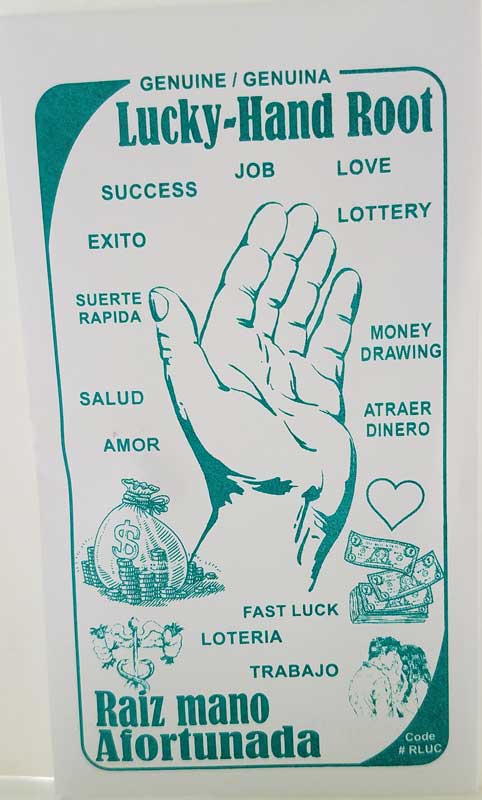 GENUINE / GENUINA
Lucky-Hand Root
JOB
LOVE
SUCCESS
LOTTERY
EXITO
SUERTE
RAPIDA
MONEY
DRAWING
SALUD
ATRAER
DINERO
AMOR
$
FAST LUCK
LOTERIA
TRABAJO
Raiz mano
Afortunada
Code
# RLUC